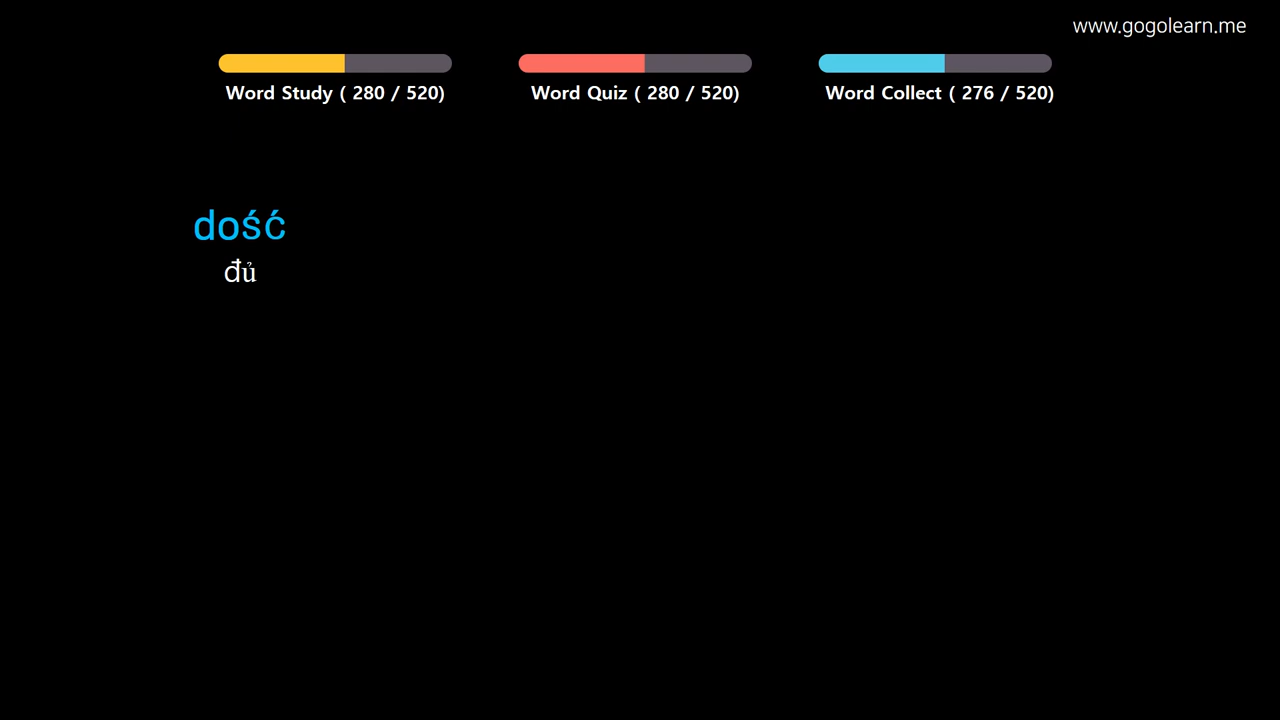 www.gogolearn.me
Word Study ( 280 / 520)
Word Quiz ( 280 / 520)
Word Collect ( 276 / 520)
dość
đủ